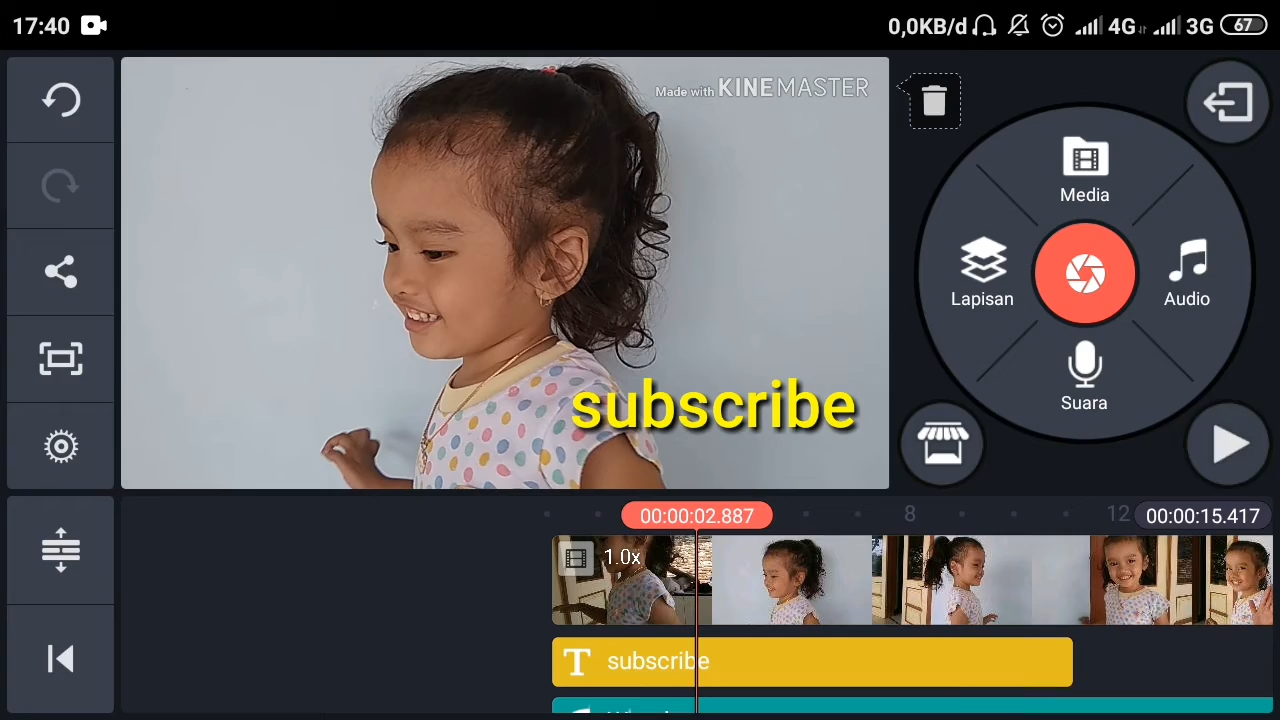 17:40
0,0KB/d 4G 3G 67
Made with KINEMASTER
Media
Lapisan
Audio
Suara
subscribe
00:00:02.887
8
12
00:00:15.417
1.0x
T subscribe